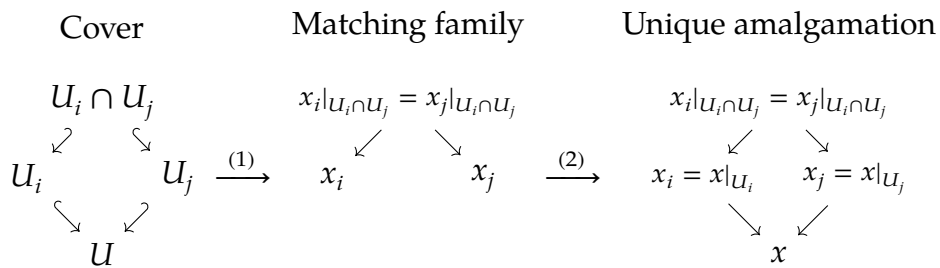 Cover Matching family Unique amalgamation
U_i ∩ U_j x_i|_{U_i∩U_j} = x_j|_{U_i∩U_j} x_i|_{U_i∩U_j} = x_j|_{U_i∩U_j}
U_i U_j (1) x_i x_j (2) x_i = x|_{U_i} x_j = x|_{U_j}
U x